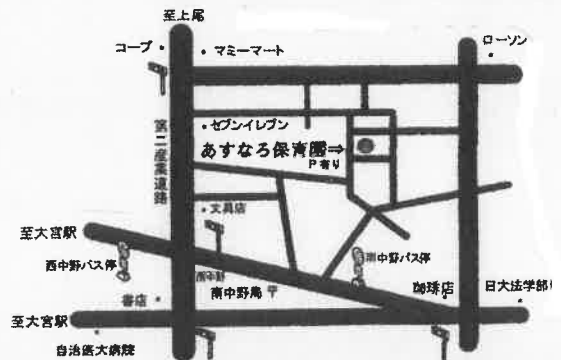 至上尾
コープ
マミーマート
ローソン
第二産業道路
セブンイレブン
あすなろ保育園⇒
P有り
文具店
至大宮駅
西中野バス停
南中野
南中野バス停
南中野局〒
書店
珈琲店
日大法学部
至大宮駅
自治医大病院